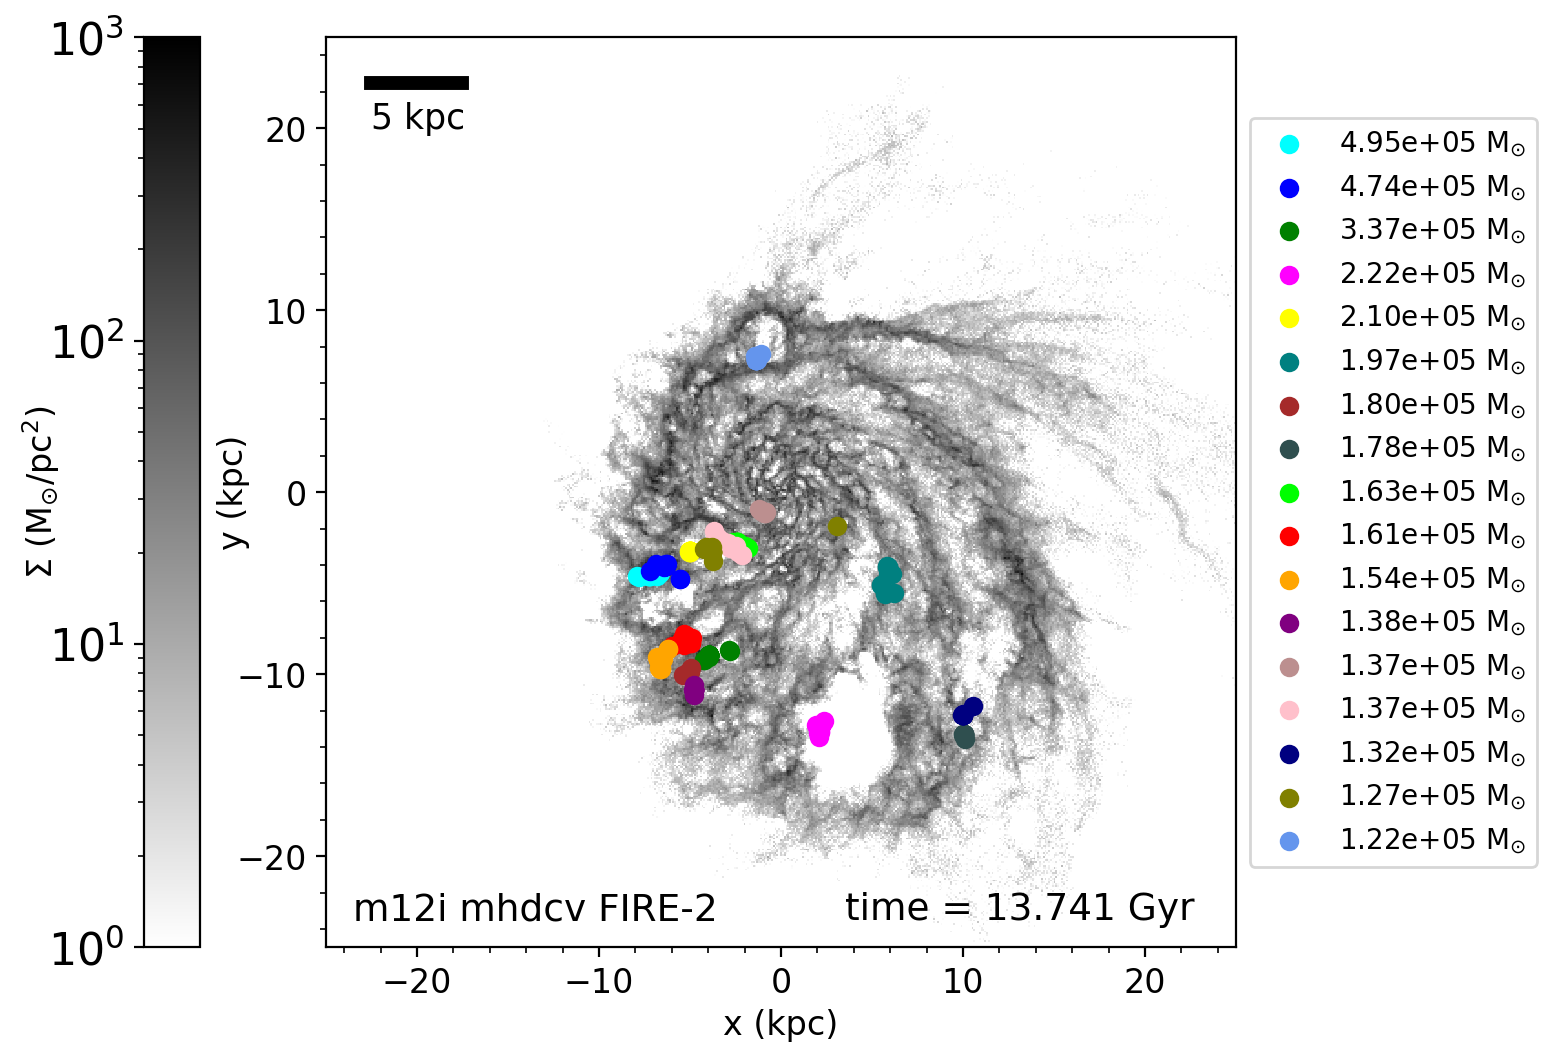 10³
10²
10¹
10⁰
Σ (M⊙/pc²)
y (kpc)
20
10
0
−10
−20
5 kpc
m12i mhdcv FIRE-2
time = 13.741 Gyr
−20
−10
0
10
20
x (kpc)
4.95e+05 M⊙
4.74e+05 M⊙
3.37e+05 M⊙
2.22e+05 M⊙
2.10e+05 M⊙
1.97e+05 M⊙
1.80e+05 M⊙
1.78e+05 M⊙
1.63e+05 M⊙
1.61e+05 M⊙
1.54e+05 M⊙
1.38e+05 M⊙
1.37e+05 M⊙
1.37e+05 M⊙
1.32e+05 M⊙
1.27e+05 M⊙
1.22e+05 M⊙